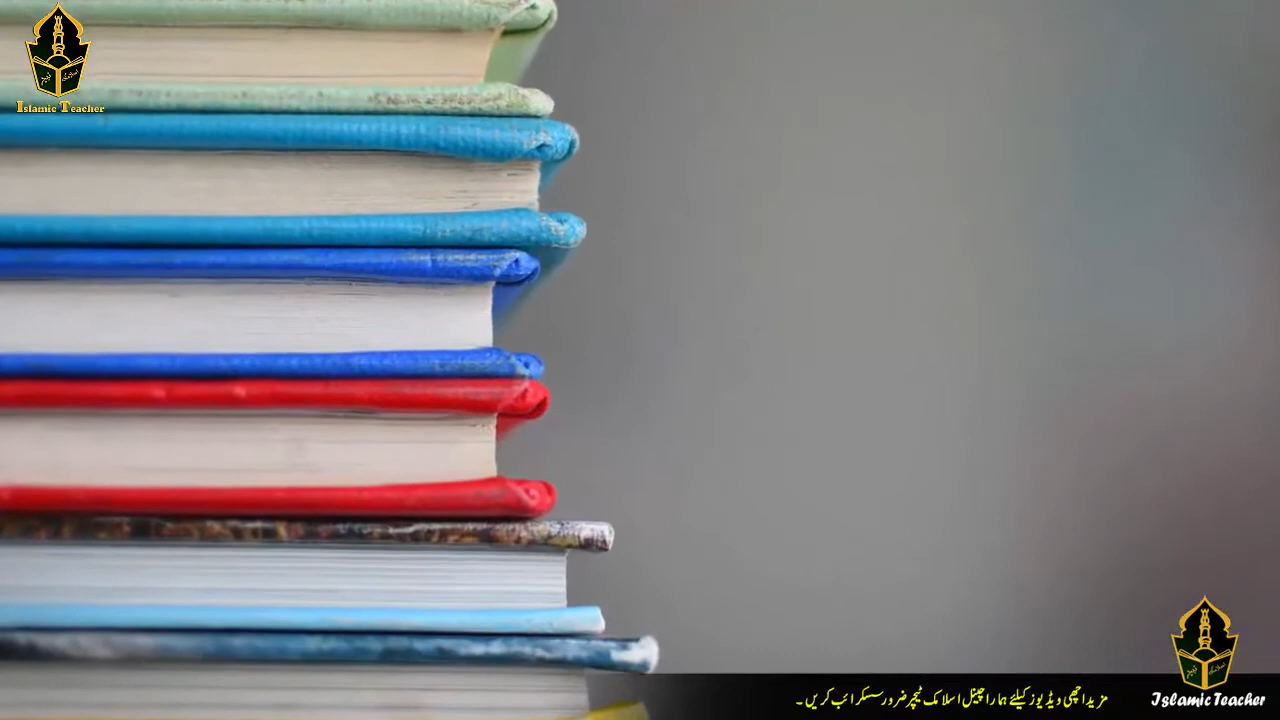 Islamic Teacher
مزید اچھی ویڈیوز کیلئے ہمارا چینل اسلامک ٹیچر ضرور سبسکرائب کریں۔
Islamic Teacher